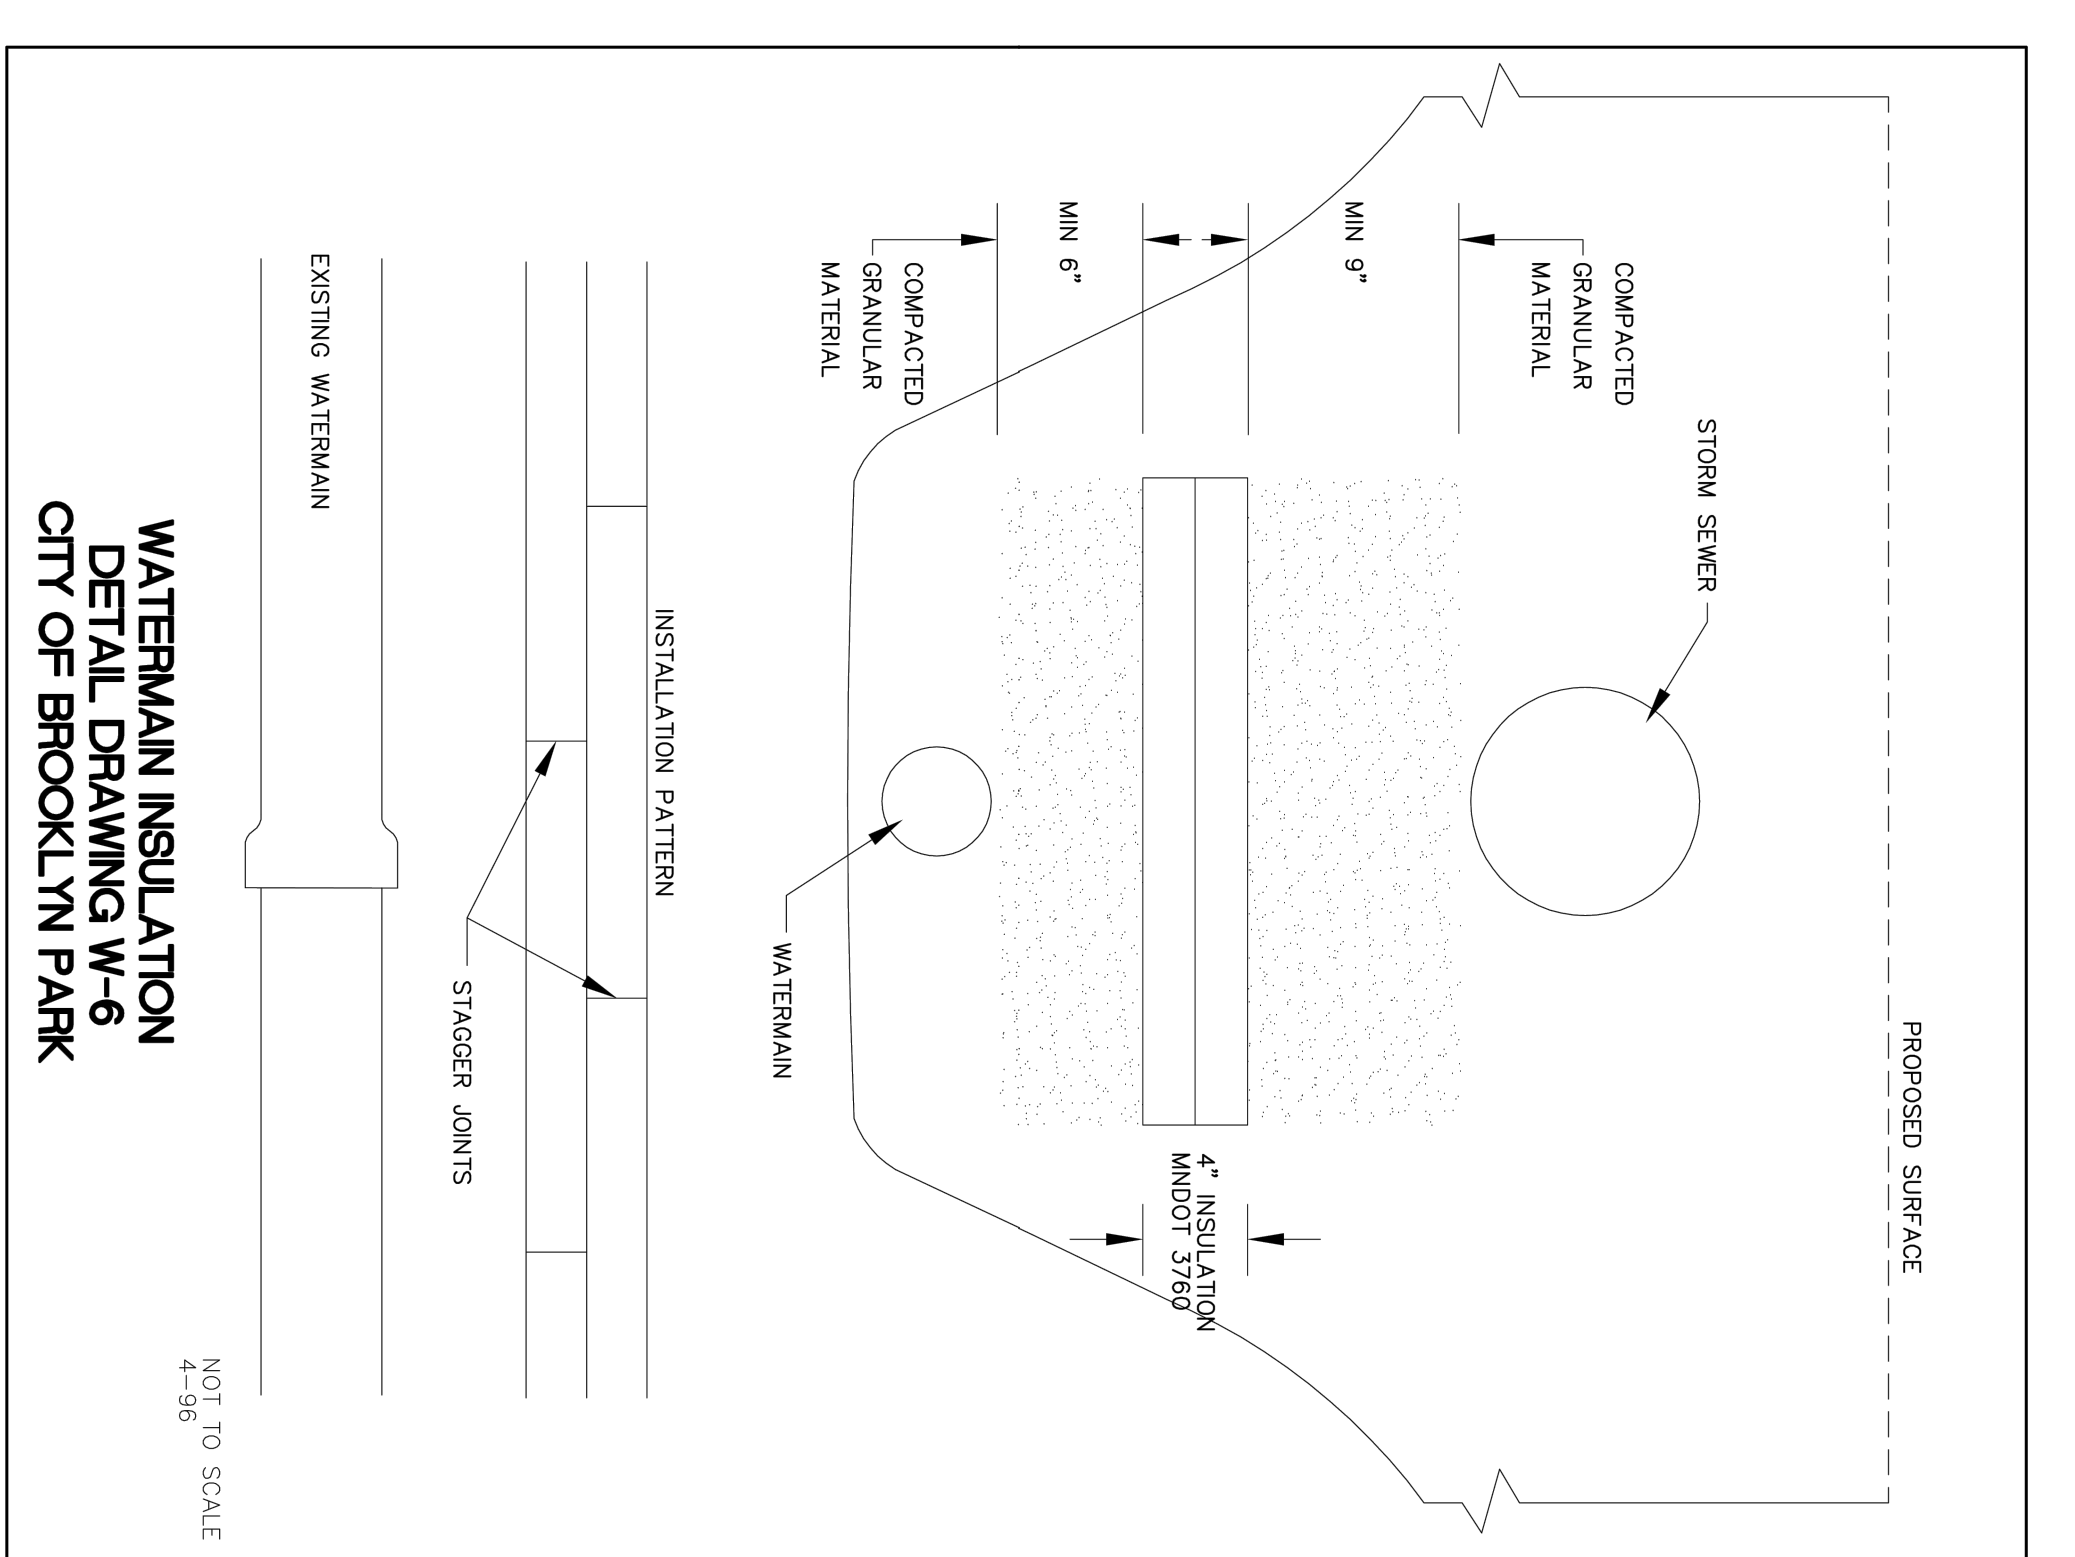 PROPOSED SURFACE
STORM SEWER
COMPACTED
GRANULAR
MATERIAL
MIN 9"
4" INSULATION
MNDOT 3760
MIN 6"
COMPACTED
GRANULAR
MATERIAL
WATERMAIN
INSTALLATION PATTERN
STAGGER JOINTS
EXISTING WATERMAIN
NOT TO SCALE
4-96
WATERMAIN INSULATION
DETAIL DRAWING W-6
CITY OF BROOKLYN PARK